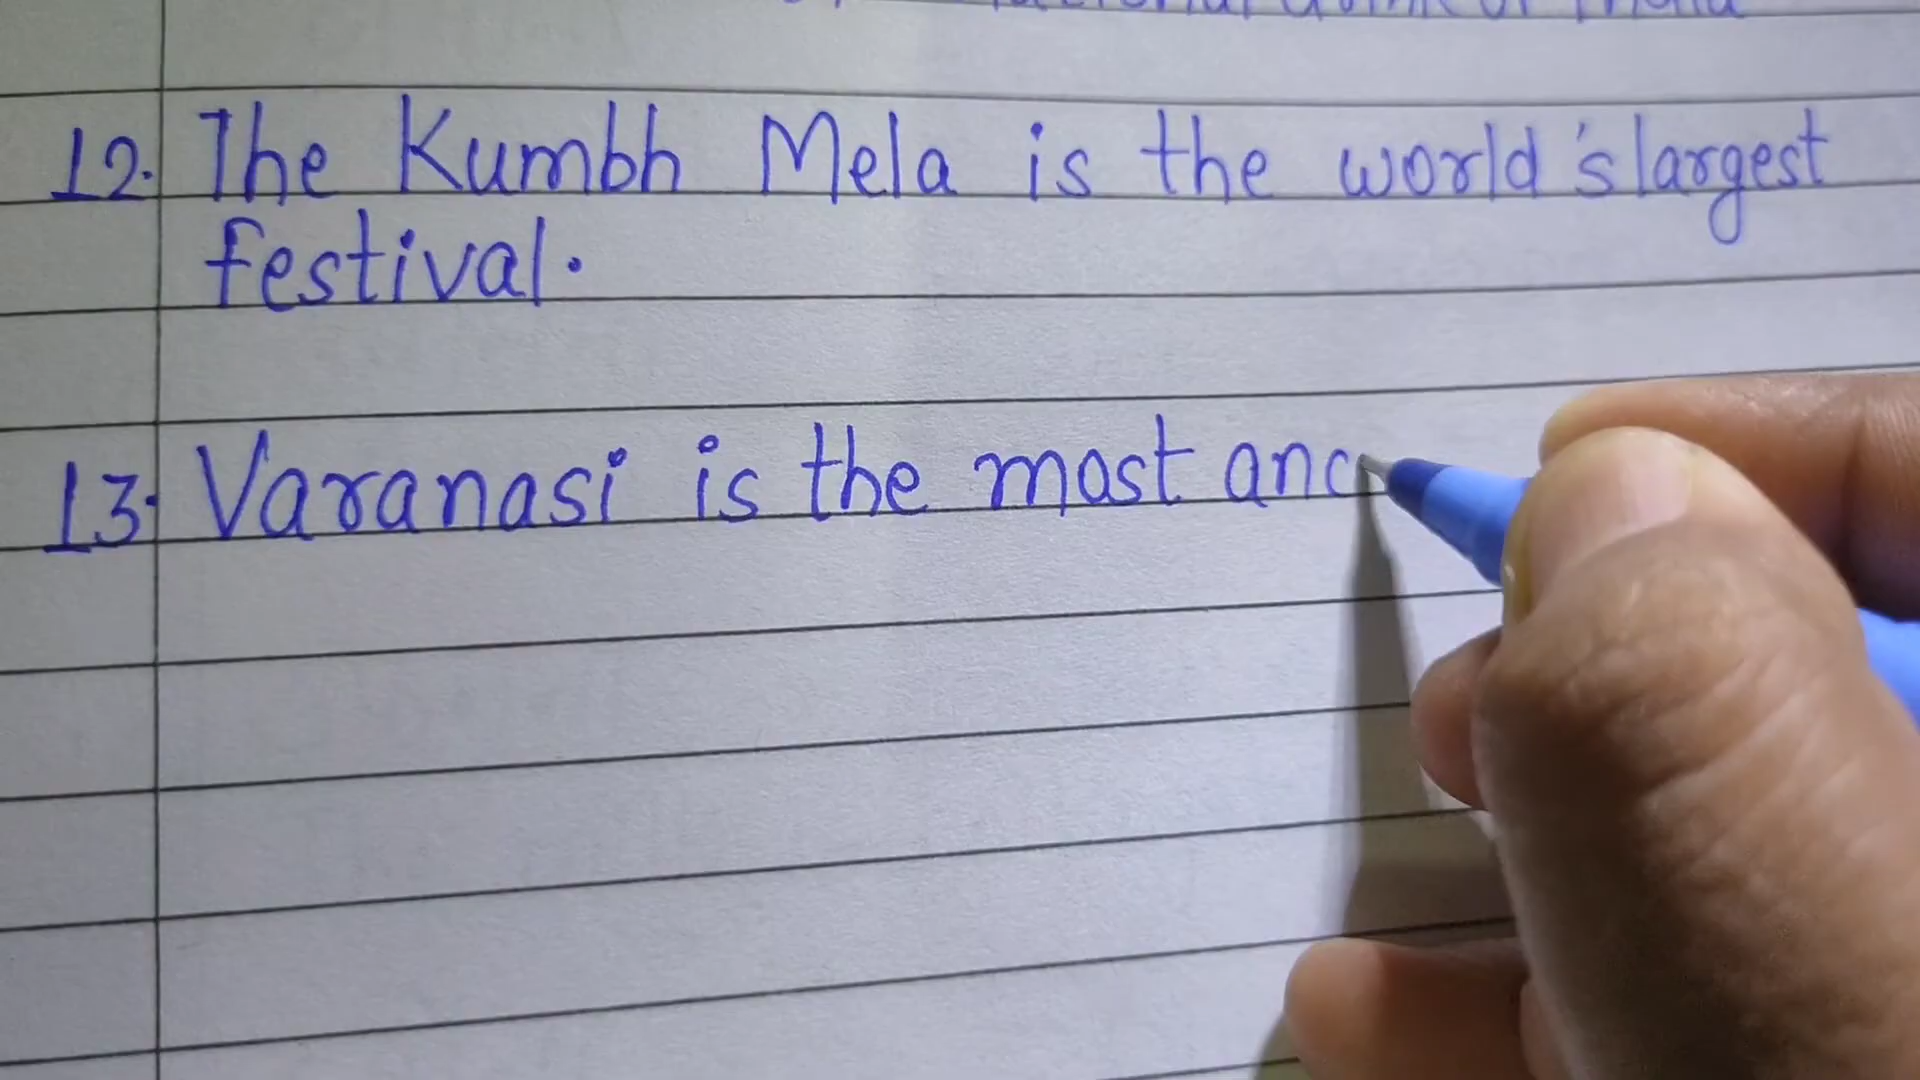 12. The Kumbh Mela is the world's largest
festival.
13. Varanasi is the most anc